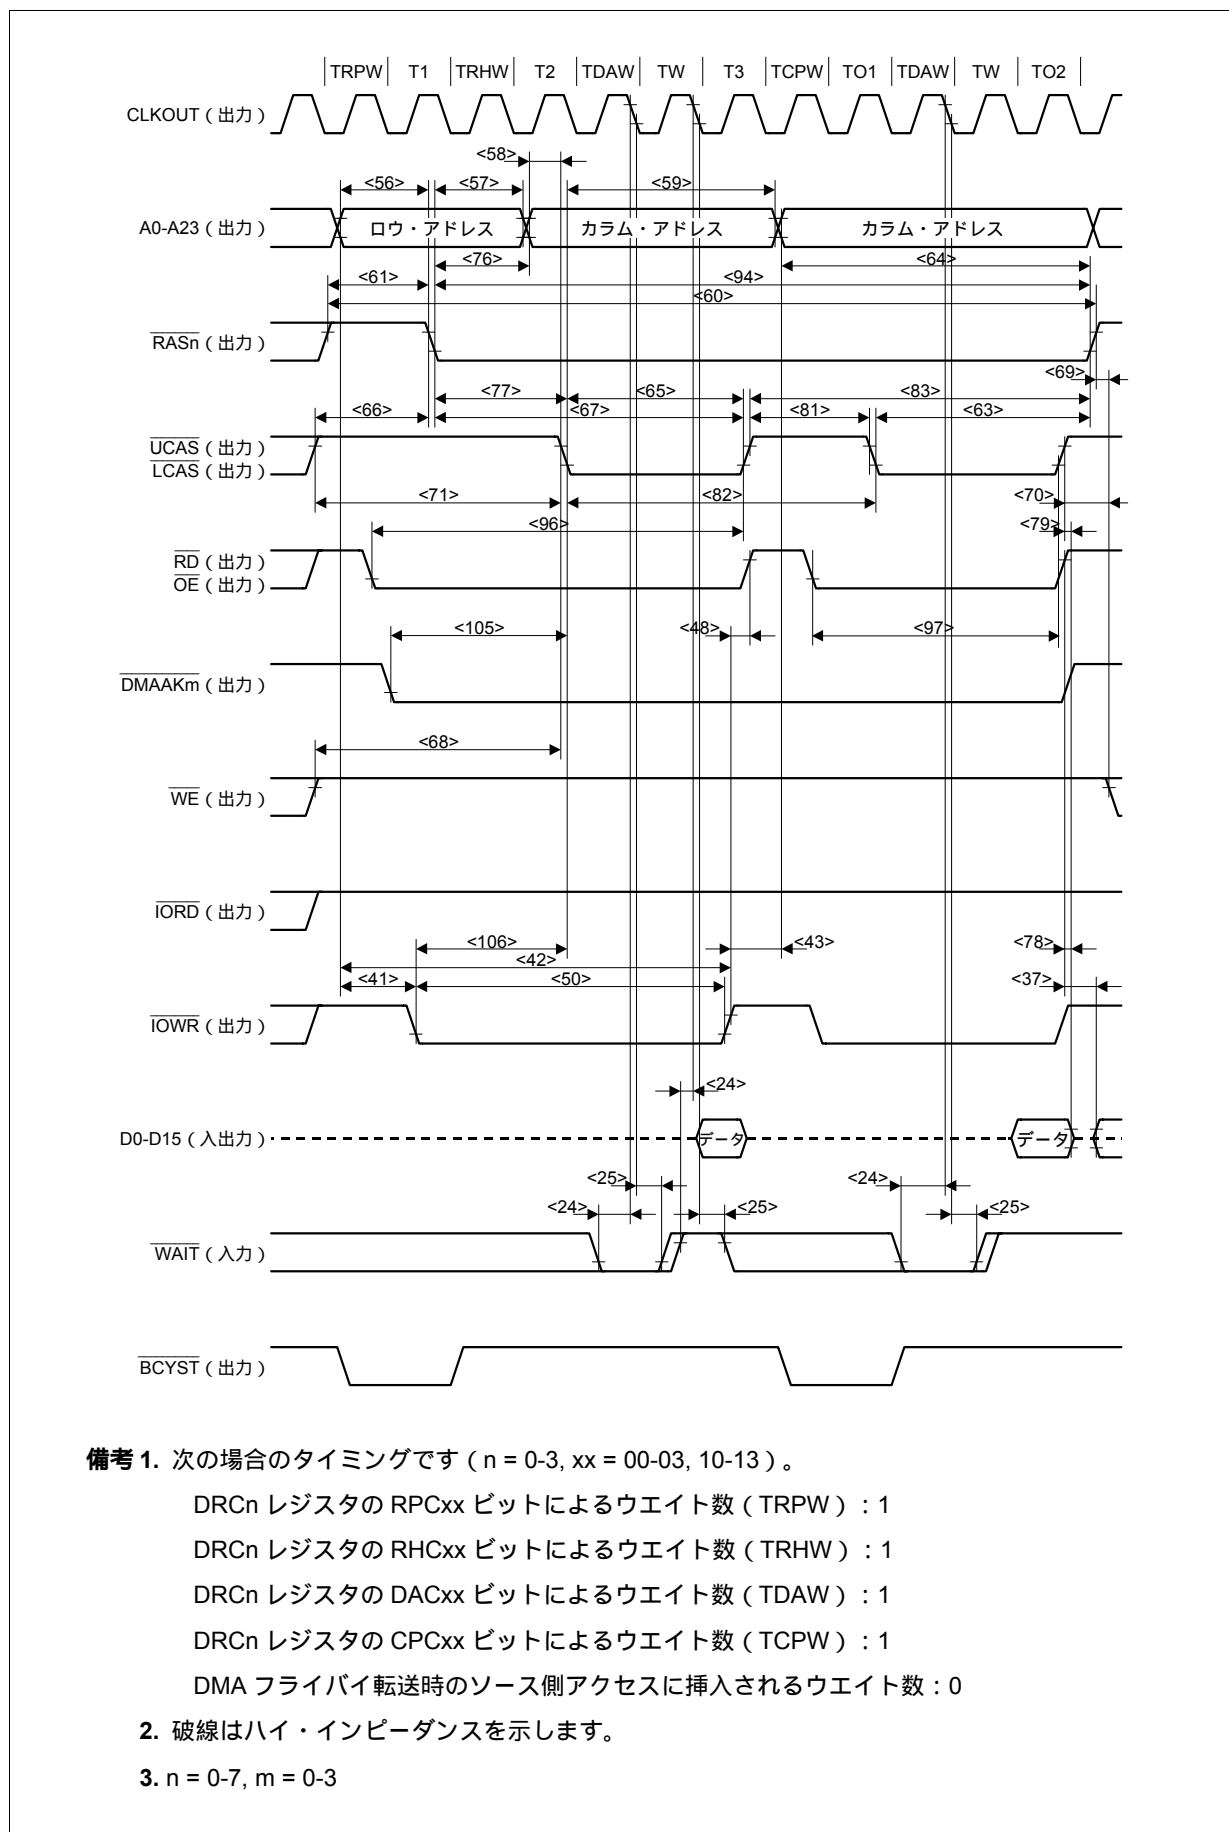 TRPW T1 TRHW T2 TDAW TW T3 TCPW TO1 TDAW TW TO2
CLKOUT（出力）
<58>
<56> <57> <59>
A0-A23（出力） ロウ・アドレス カラム・アドレス カラム・アドレス
<76> <64>
<61> <94>
<60>
RASn（出力）
<69>
<77> <65> <83>
<66> <67> <81> <63>
UCAS（出力）
LCAS（出力）
<71> <82> <70>
<96> <79>
RD（出力）
OE（出力）
<105> <48> <97>
DMAAKm（出力）
<68>
WE（出力）
IORD（出力）
<106> <43> <78>
<42>
<41> <50> <37>
IOWR（出力）
<24>
D0-D15（入出力） データ データ
<25> <24>
<24> <25> <25>
WAIT（入力）
BCYST（出力）
備考 1. 次の場合のタイミングです（n = 0-3, xx = 00-03, 10-13）。
DRCn レジスタの RPCxx ビットによるウエイト数（TRPW）：1
DRCn レジスタの RHCxx ビットによるウエイト数（TRHW）：1
DRCn レジスタの DACxx ビットによるウエイト数（TDAW）：1
DRCn レジスタの CPCxx ビットによるウエイト数（TCPW）：1
DMA フライバイ転送時のソース側アクセスに挿入されるウエイト数：0
2. 破線はハイ・インピーダンスを示します。
3. n = 0-7, m = 0-3